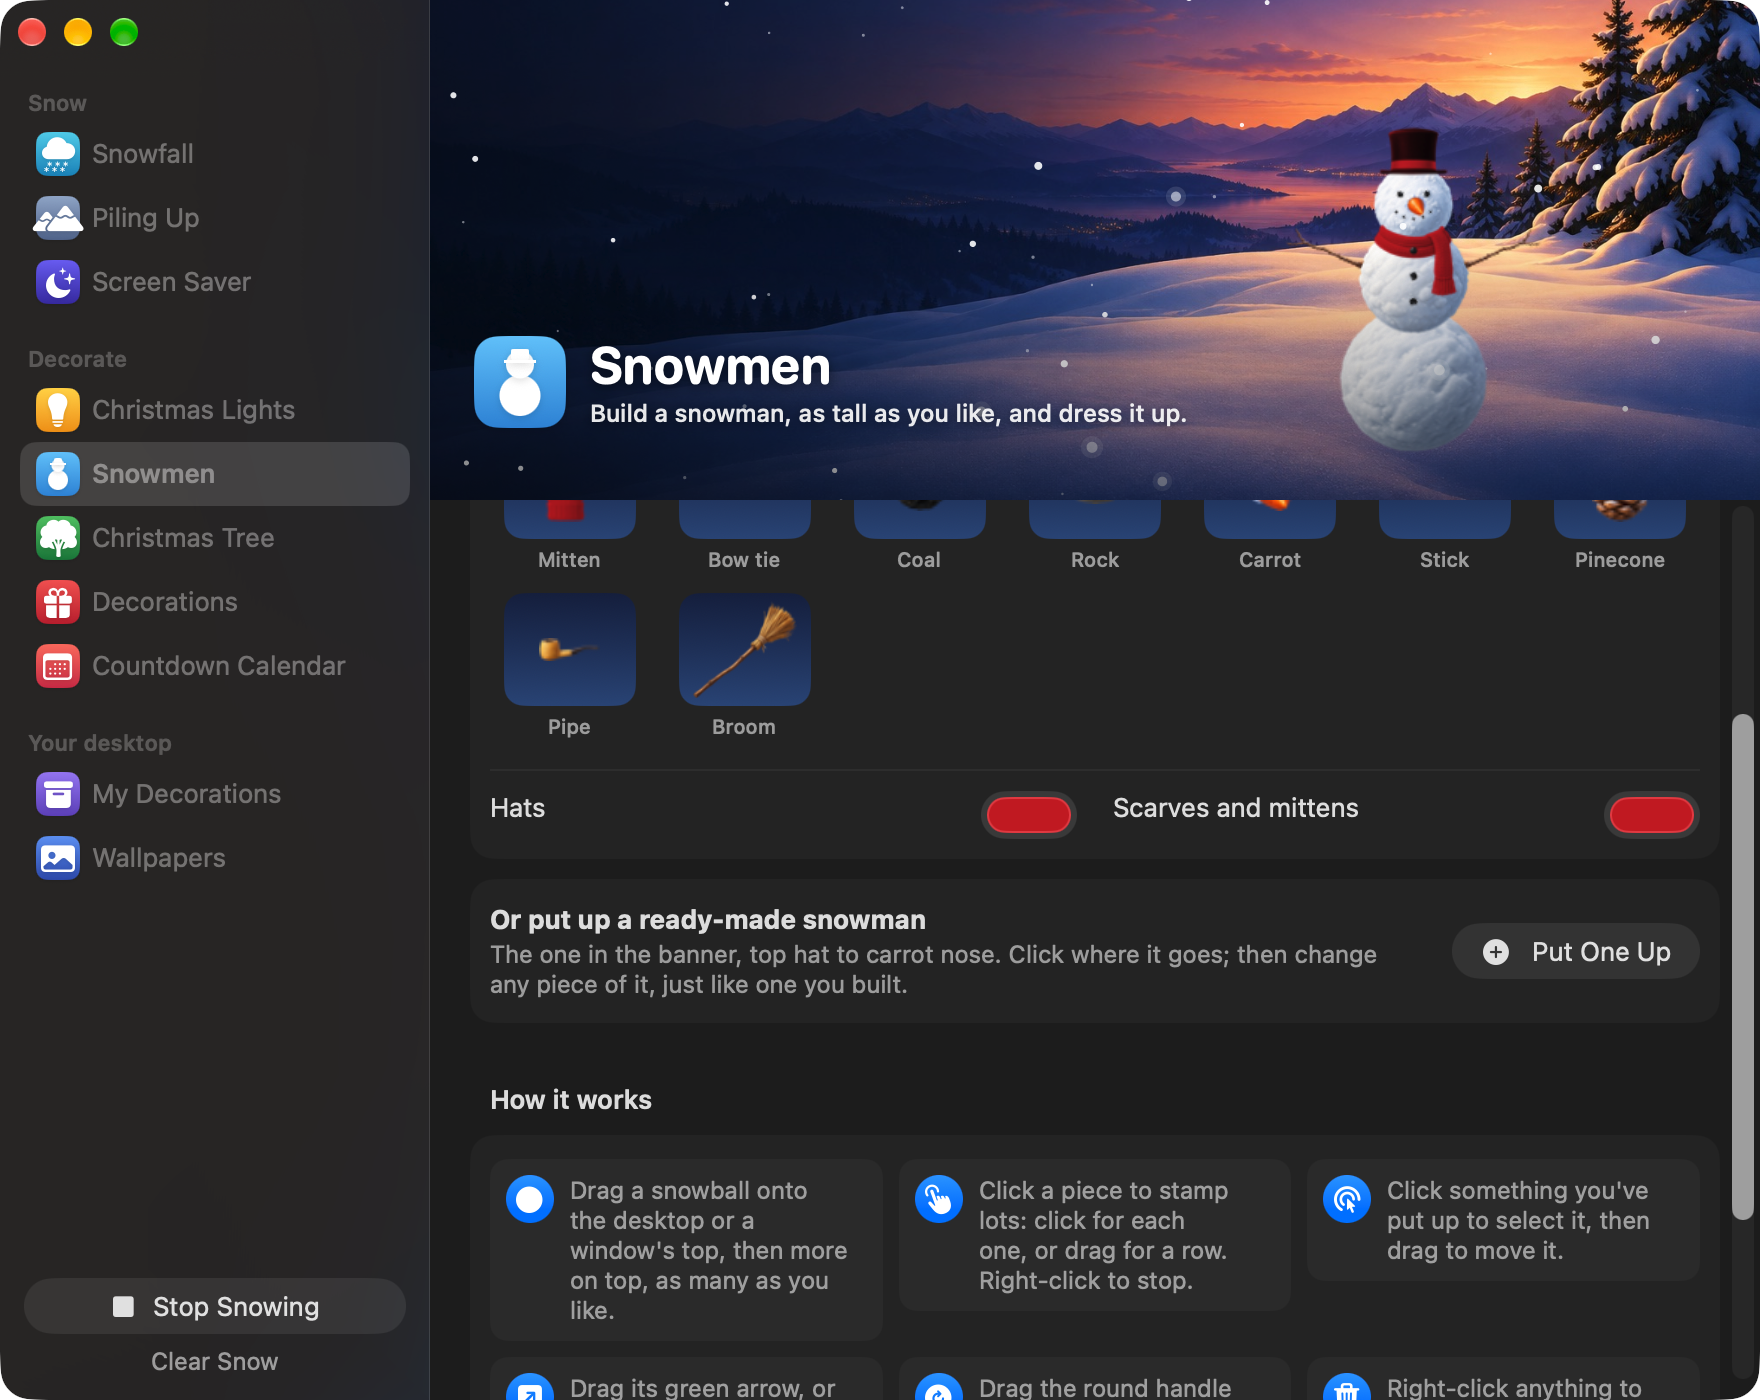 Snow
Snowfall
Piling Up
Screen Saver
Decorate
Christmas Lights
Snowmen
Christmas Tree
Decorations
Countdown Calendar
Your desktop
My Decorations
Wallpapers
Stop Snowing
Clear Snow
Snowmen
Build a snowman, as tall as you like, and dress it up.
Mitten
Bow tie
Coal
Rock
Carrot
Stick
Pinecone
Pipe
Broom
Hats
Scarves and mittens
Or put up a ready-made snowman
The one in the banner, top hat to carrot nose. Click where it goes; then change
any piece of it, just like one you built.
Put One Up
How it works
Drag a snowball onto
the desktop or a
window's top, then more
on top, as many as you
like.
Click a piece to stamp
lots: click for each
one, or drag for a row.
Right-click to stop.
Click something you've
put up to select it, then
drag to move it.
Drag its green arrow, or
Drag the round handle
Right-click anything to